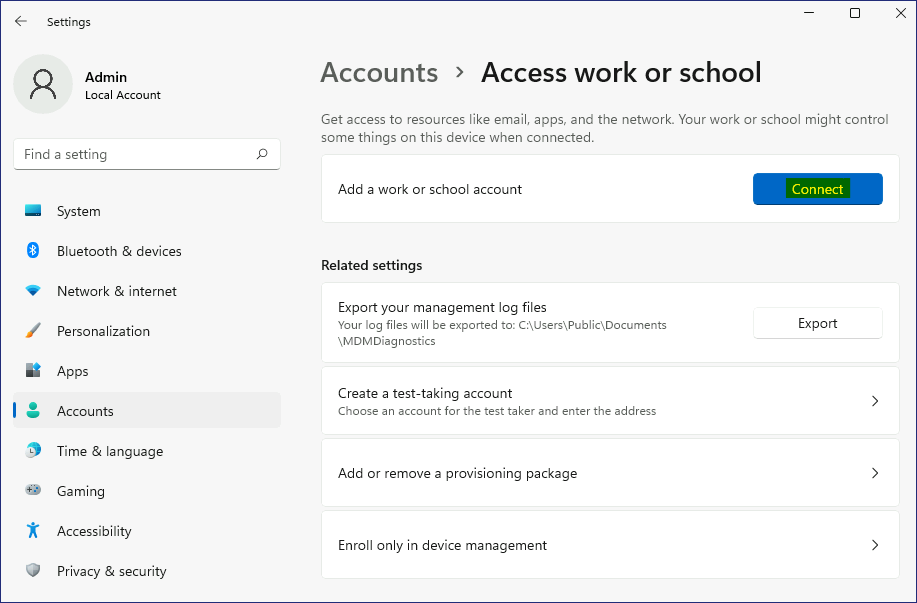 Settings
Admin
Local Account
Find a setting
System
Bluetooth & devices
Network & internet
Personalization
Apps
Accounts
Time & language
Gaming
Accessibility
Privacy & security
Accounts > Access work or school
Get access to resources like email, apps, and the network. Your work or school might control
some things on this device when connected.
Add a work or school account
Connect
Related settings
Export your management log files
Your log files will be exported to: C:\Users\Public\Documents
\MDMDiagnostics
Export
Create a test-taking account
Choose an account for the test taker and enter the address
Add or remove a provisioning package
Enroll only in device management